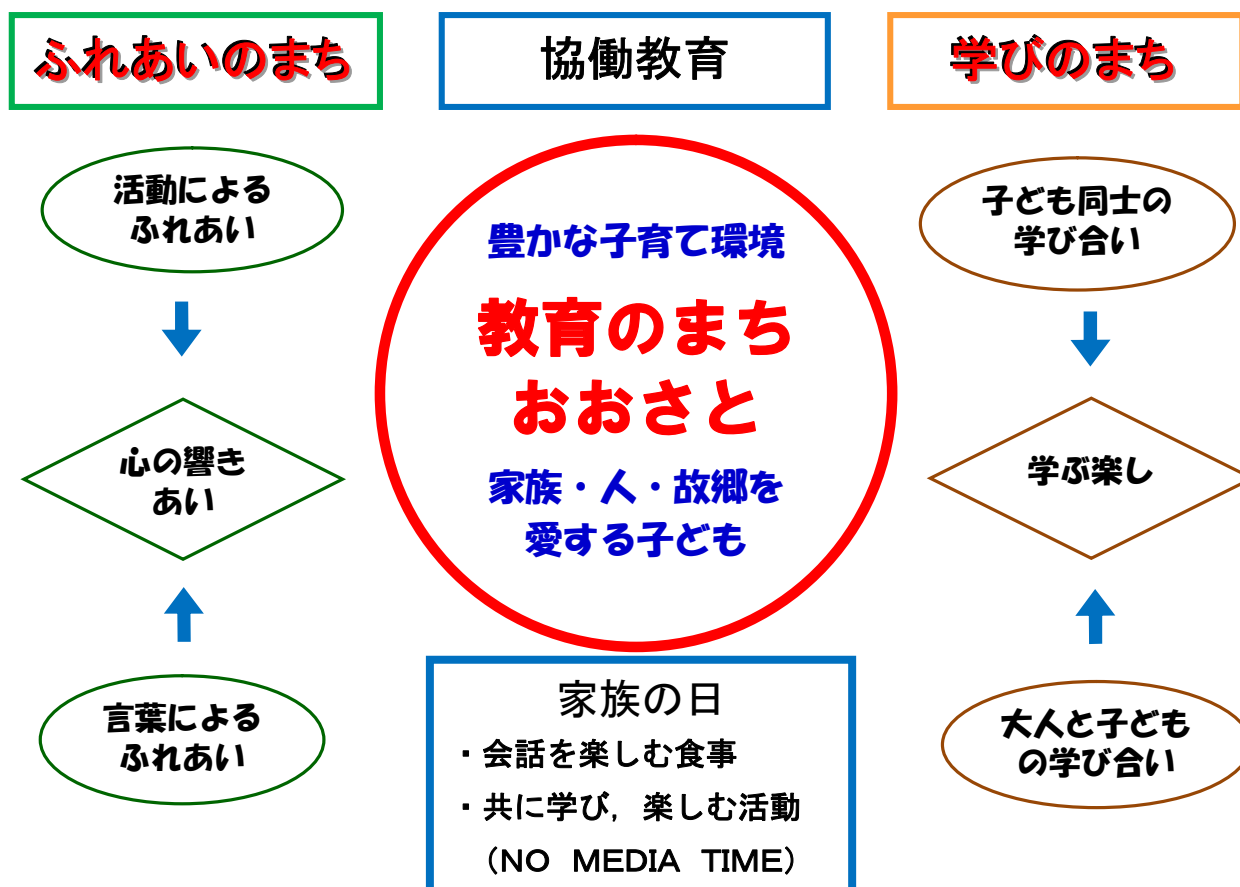 ふれあいのまち
協働教育
学びのまち
活動による
ふれあい
心の響き
あい
言葉による
ふれあい
豊かな子育て環境
教育のまち
おおさと
家族・人・故郷を
愛する子ども
家族の日
・会話を楽しむ食事
・共に学び，楽しむ活動
（NO MEDIA TIME）
子ども同士の
学び合い
学ぶ楽し
大人と子ども
の学び合い